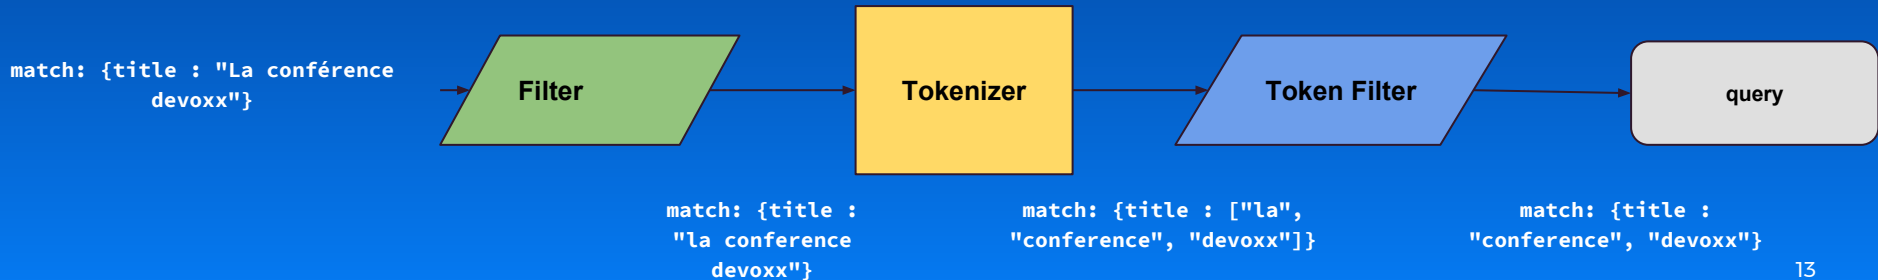 match: {title : "La conférence
devoxx"}
Filter
Tokenizer
Token Filter
query
match: {title :
"la conference
devoxx"}
match: {title : ["la",
"conference", "devoxx"]}
match: {title :
"conference", "devoxx"}
13